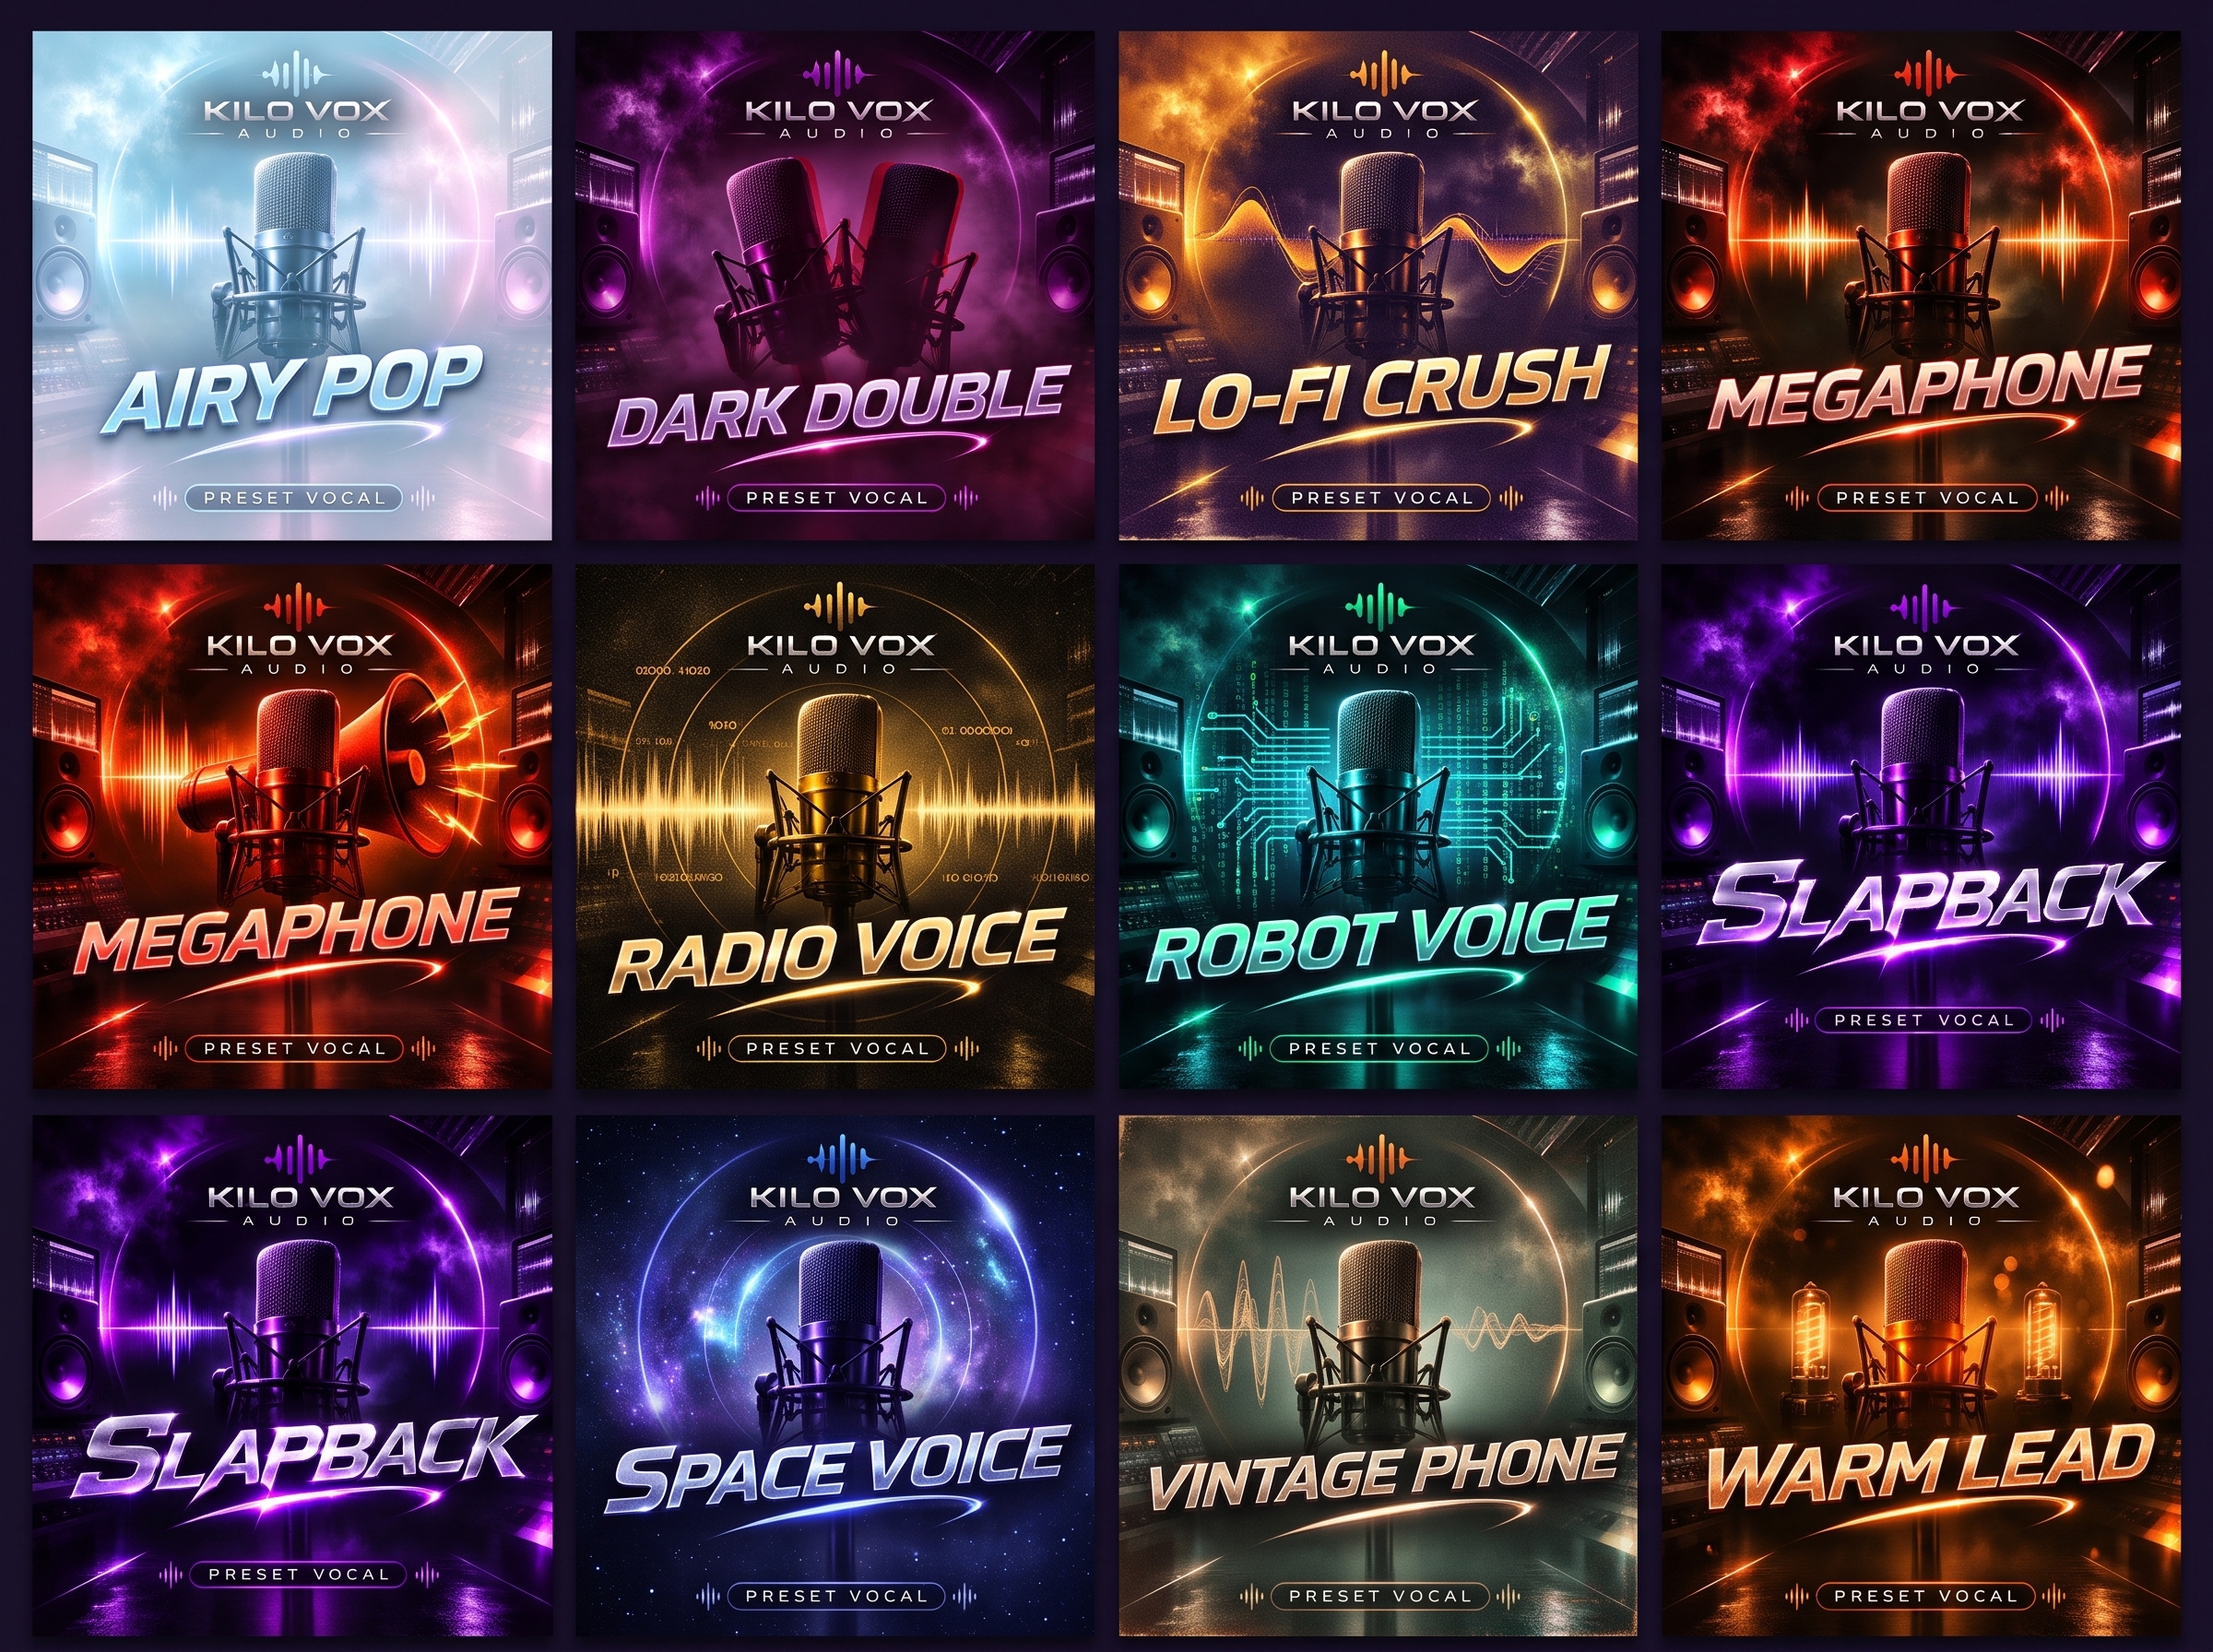 KILO VOX
AUDIO
AIRY POP
PRESET VOCAL
KILO VOX
AUDIO
DARK DOUBLE
PRESET VOCAL
KILO VOX
AUDIO
LO-FI CRUSH
PRESET VOCAL
KILO VOX
AUDIO
MEGAPHONE
PRESET VOCAL
KILO VOX
AUDIO
MEGAPHONE
PRESET VOCAL
KILO VOX
AUDIO
02000. 41020
RADIO VOICE
PRESET VOCAL
KILO VOX
AUDIO
ROBOT VOICE
PRESET VOCAL
KILO VOX
AUDIO
SLAPBACK
PRESET VOCAL
KILO VOX
AUDIO
SLAPBACK
PRESET VOCAL
KILO VOX
AUDIO
SPACE VOICE
PRESET VOCAL
KILO VOX
AUDIO
VINTAGE PHONE
PRESET VOCAL
KILO VOX
AUDIO
WARM LEAD
PRESET VOCAL